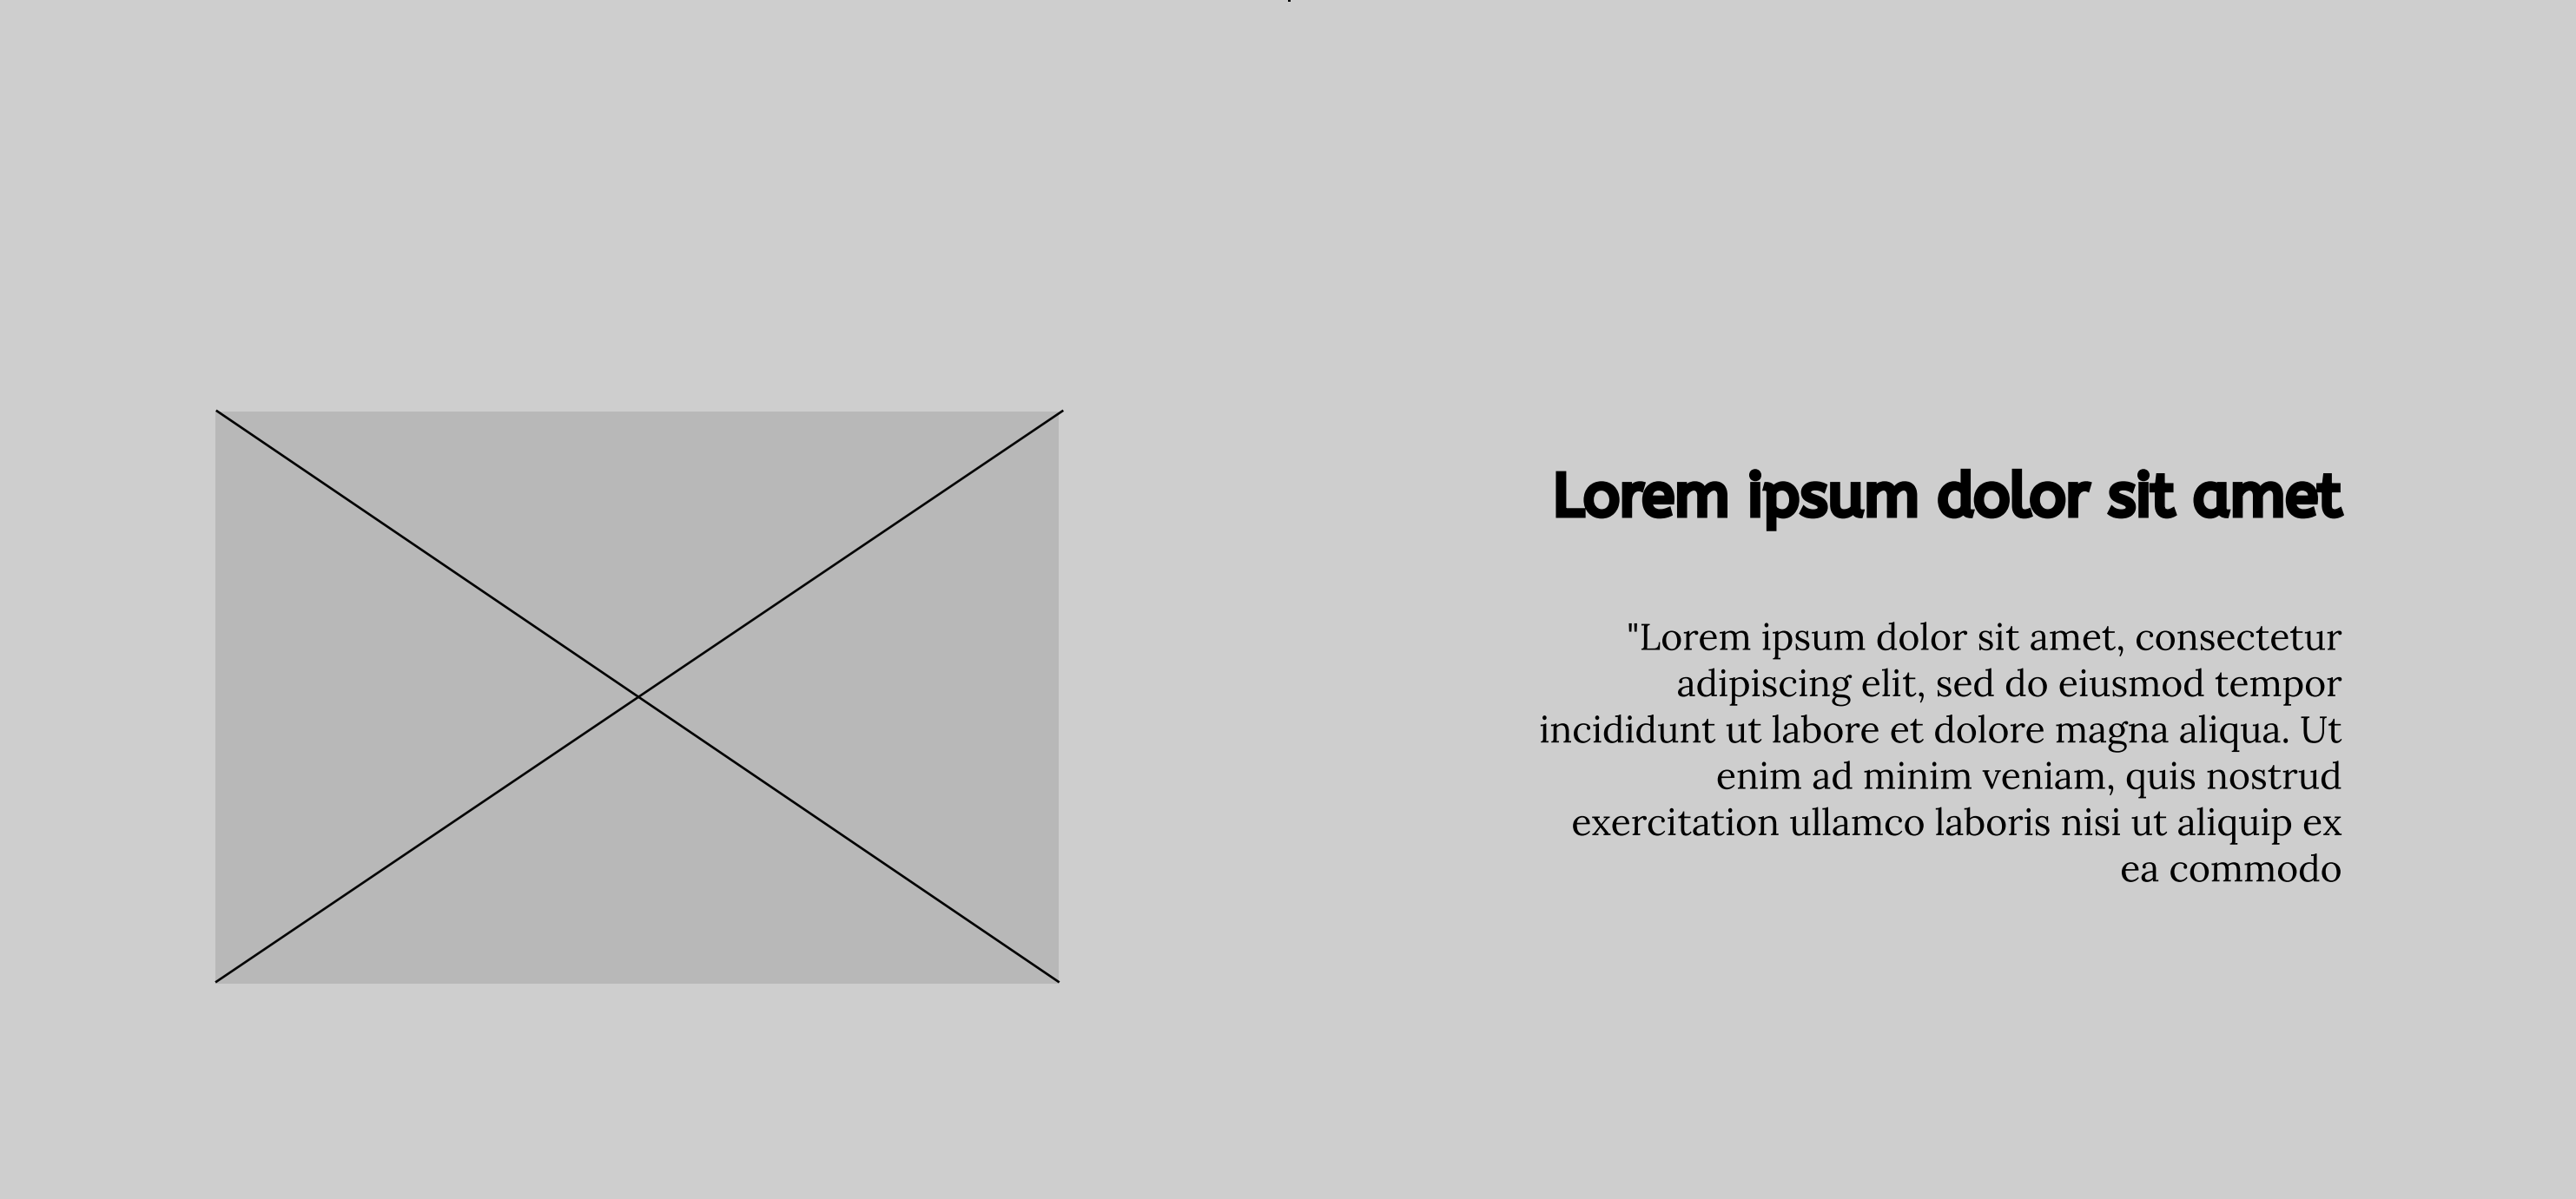 Lorem ipsum dolor sit amet
"Lorem ipsum dolor sit amet, consectetur
adipiscing elit, sed do eiusmod tempor
incididunt ut labore et dolore magna aliqua. Ut
enim ad minim veniam, quis nostrud
exercitation ullamco laboris nisi ut aliquip ex
ea commodo